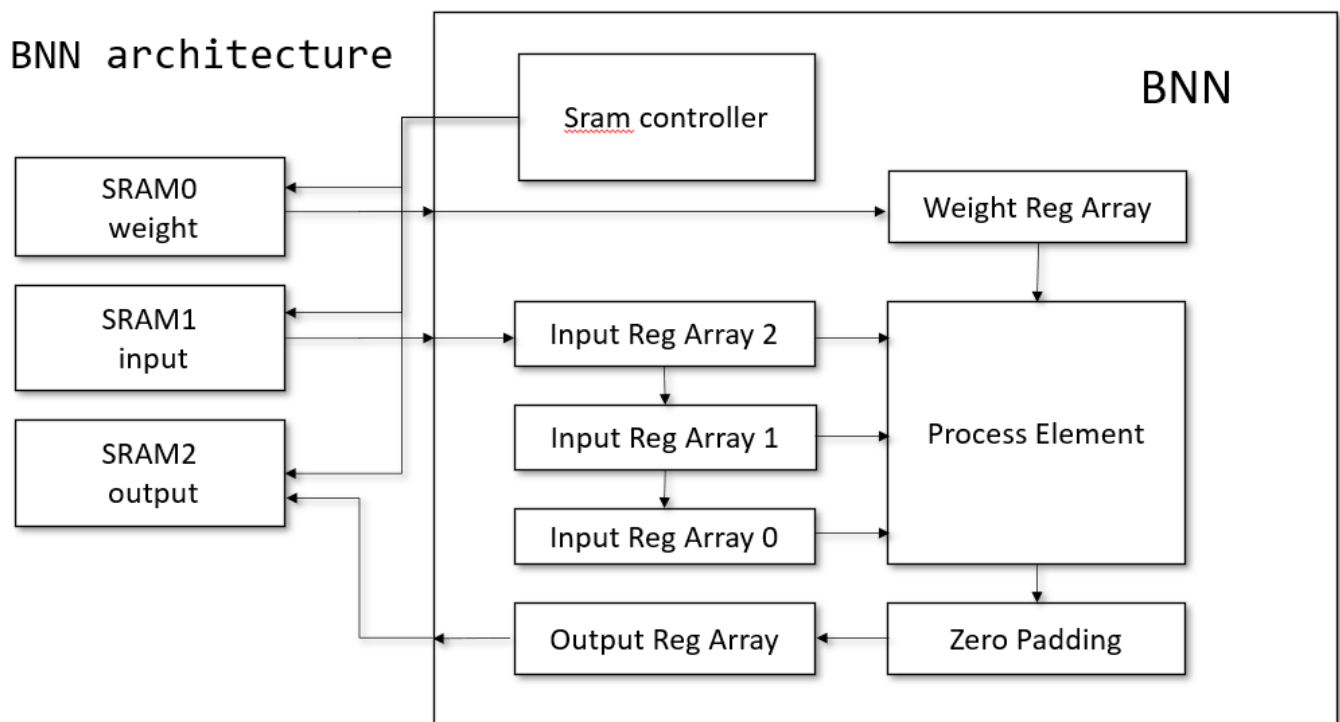 BNN architecture
BNN
Sram controller
SRAM0
weight
Weight Reg Array
SRAM1
input
Input Reg Array 2
Input Reg Array 1
Process Element
SRAM2
output
Input Reg Array 0
Output Reg Array
Zero Padding